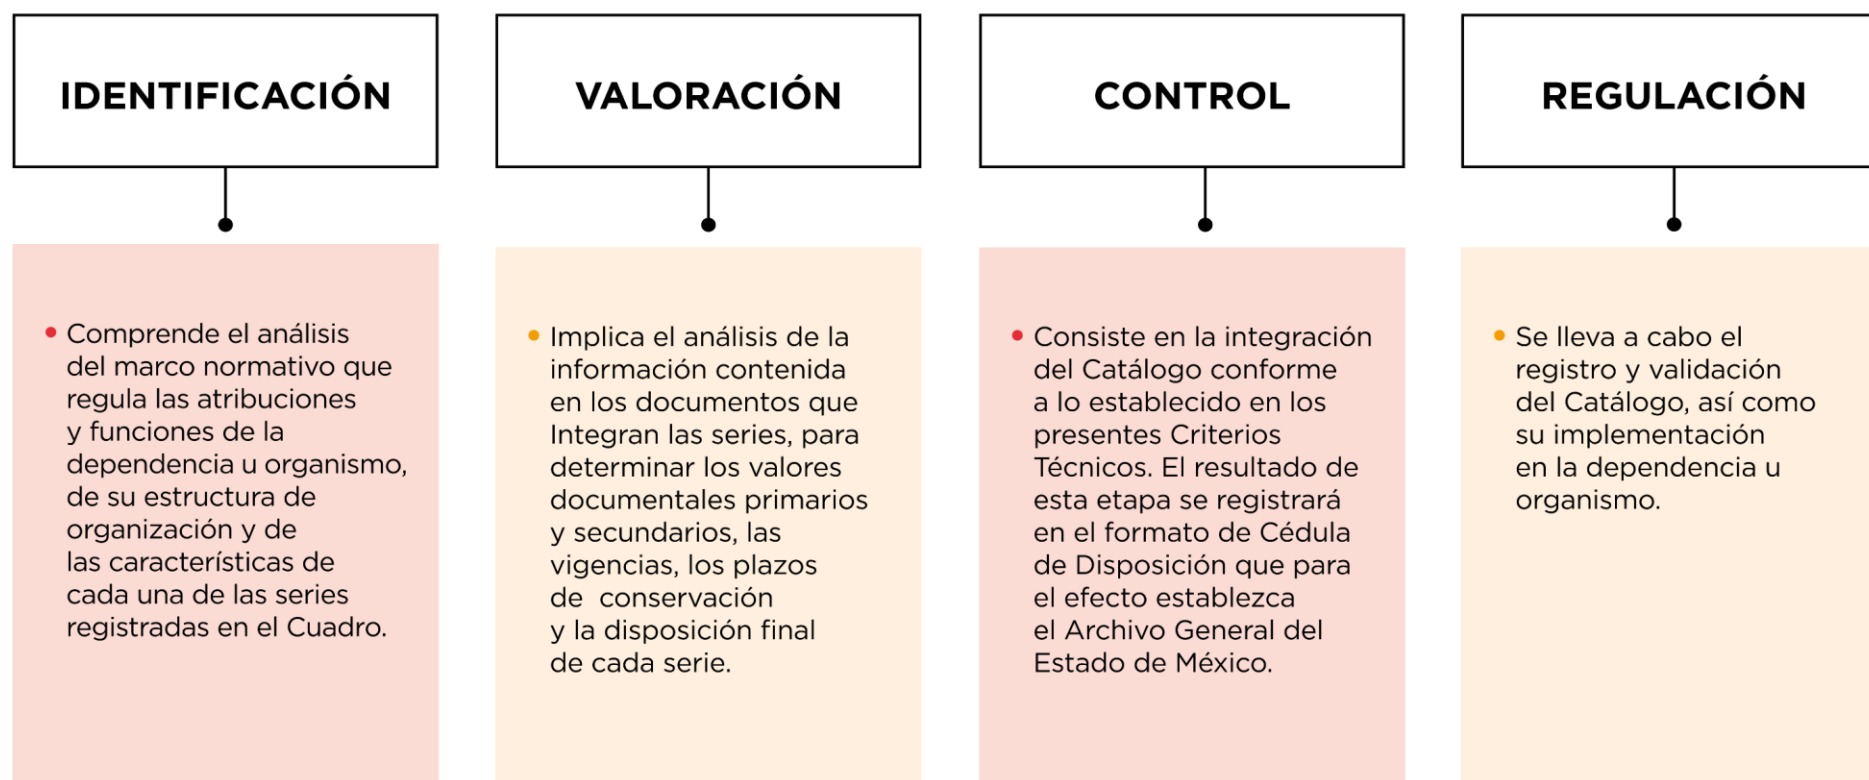 IDENTIFICACIÓN
• Comprende el análisis
del marco normativo que
regula las atribuciones
y funciones de la
dependencia u organismo,
de su estructura de
organización y de
las características de
cada una de las series
registradas en el Cuadro.
VALORACIÓN
• Implica el análisis de la
información contenida
en los documentos que
Integran las series, para
determinar los valores
documentales primarios
y secundarios, las
vigencias, los plazos
de conservación
y la disposición final
de cada serie.
CONTROL
• Consiste en la integración
del Catálogo conforme
a lo establecido en los
presentes Criterios
Técnicos. El resultado de
esta etapa se registrará
en el formato de Cédula
de Disposición que para
el efecto establezca
el Archivo General del
Estado de México.
REGULACIÓN
• Se lleva a cabo el
registro y validación
del Catálogo, así como
su implementación
en la dependencia u
organismo.